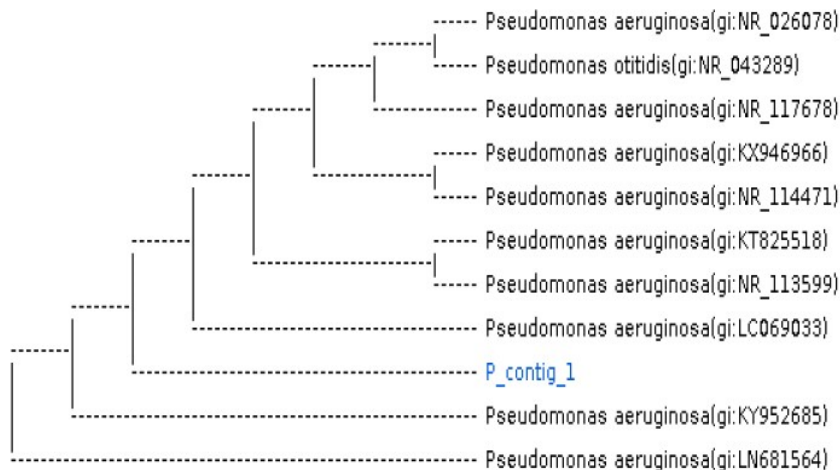 Pseudomonas aeruginosa(gi:NR_026078)
Pseudomonas otitidis(gi:NR_043289)
Pseudomonas aeruginosa(gi:NR_117678)
Pseudomonas aeruginosa(gi:KX946966)
Pseudomonas aeruginosa(gi:NR_114471)
Pseudomonas aeruginosa(gi:KT825518)
Pseudomonas aeruginosa(gi:NR_113599)
Pseudomonas aeruginosa(gi:LC069033)
P_contig_1
Pseudomonas aeruginosa(gi:KY952685)
Pseudomonas aeruginosa(gi:LN681564)